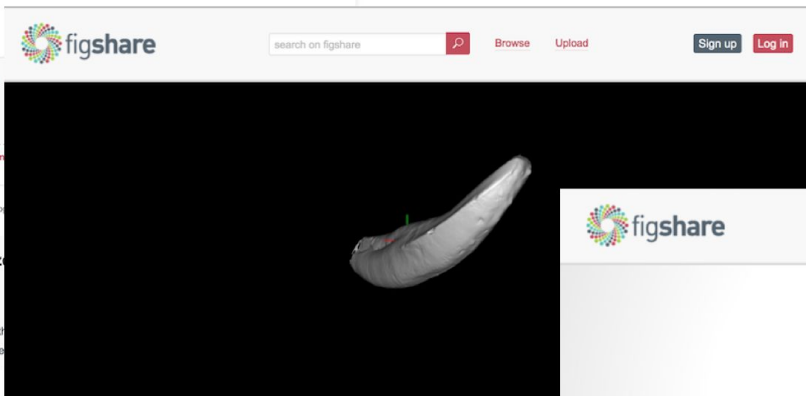 figshare
search on figshare
Browse
Upload
Sign up
Log in
figshare